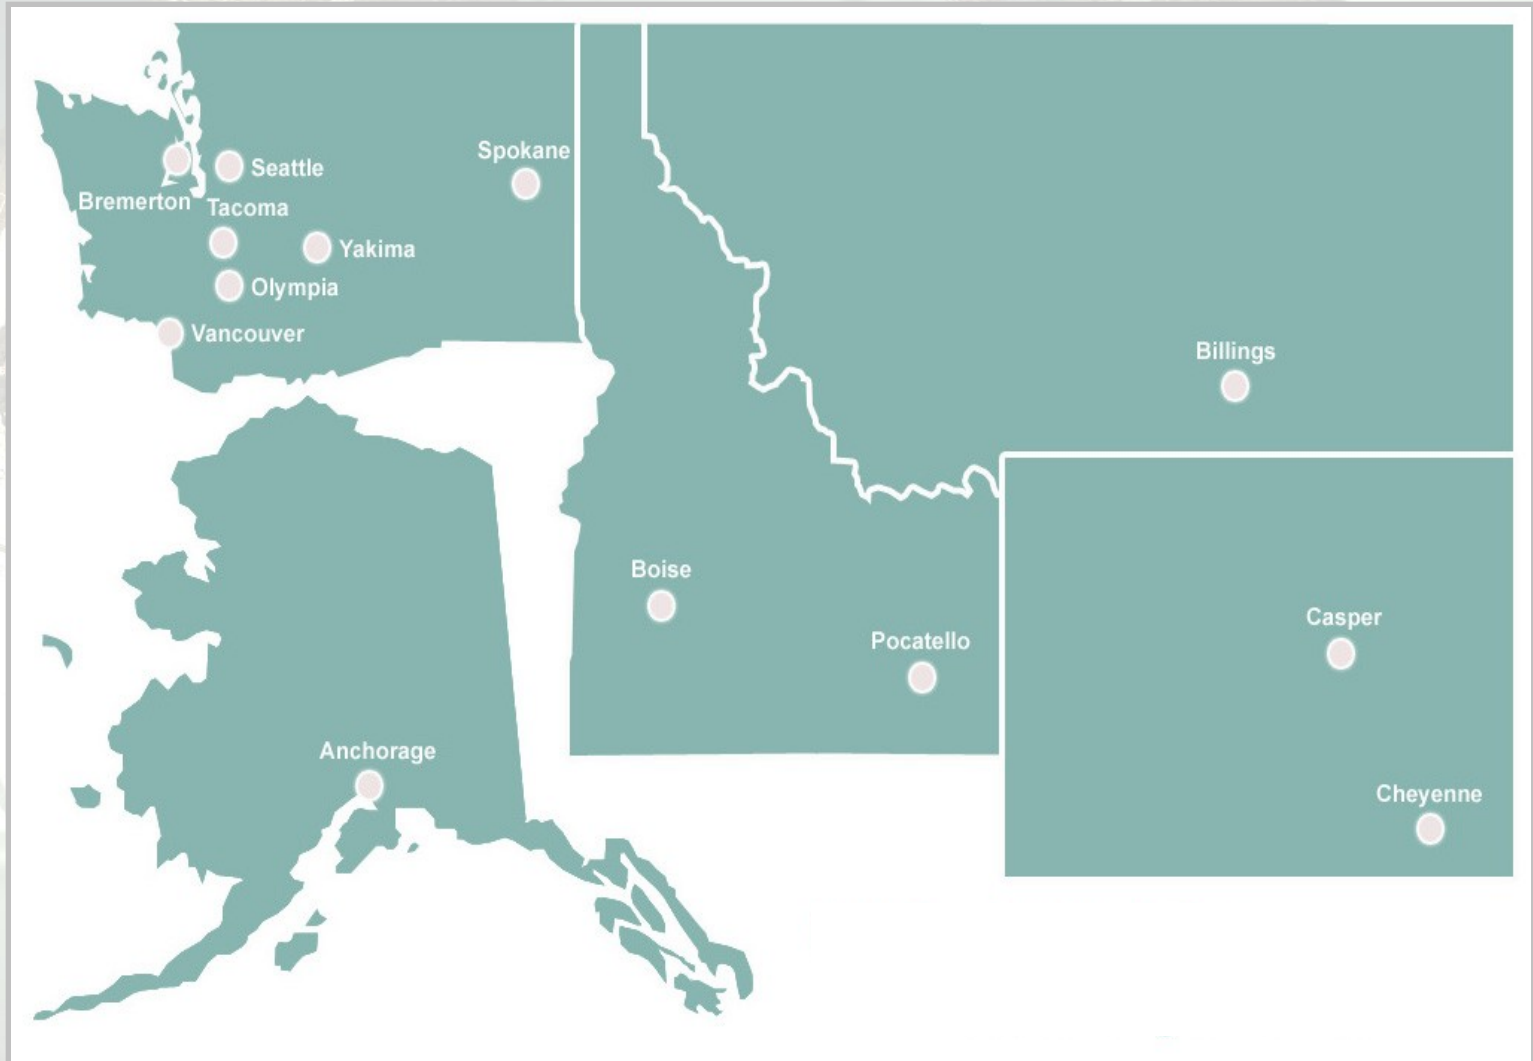 Spokane
Seattle
Bremerton
Tacoma
Yakima
Olympia
Vancouver
Billings
Boise
Casper
Pocatello
Anchorage
Cheyenne